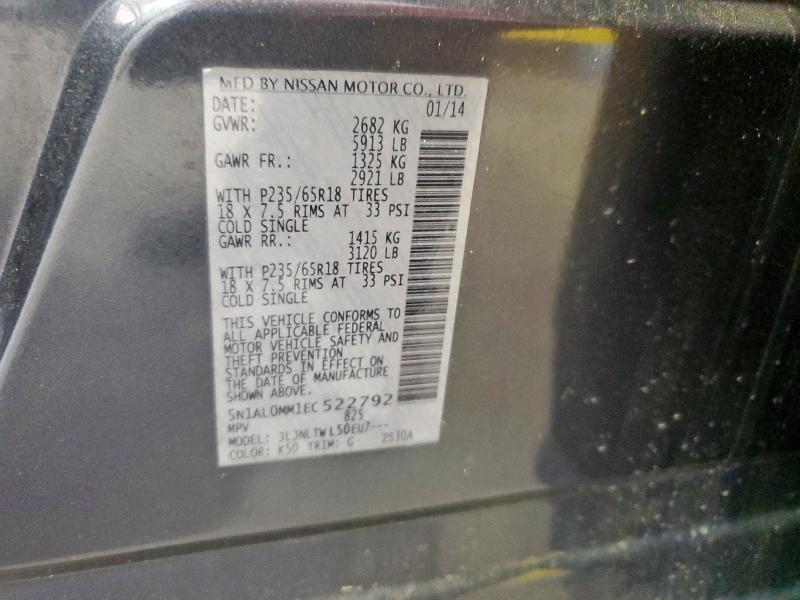 MFD BY NISSAN MOTOR CO., LTD.
DATE: 01/14
GVWR: 2682 KG
5913 LB
GAWR FR.: 1325 KG
2921 LB
WITH P235/65R18 TIRES
18 X 7.5 RIMS AT 33 PSI
COLD SINGLE
GAWR RR.: 1415 KG
3120 LB
WITH P235/65R18 TIRES
18 X 7.5 RIMS AT 33 PSI
COLD SINGLE
THIS VEHICLE CONFORMS TO
ALL APPLICABLE FEDERAL
MOTOR VEHICLE SAFETY AND
THEFT PREVENTION
STANDARDS IN EFFECT ON
THE DATE OF MANUFACTURE
SHOWN ABOVE.
5N1AL0MM1EC522792
MPV 825
MODEL: JLJNLTWL50EU7---
COLOR: K50 TRIM: G 2530A